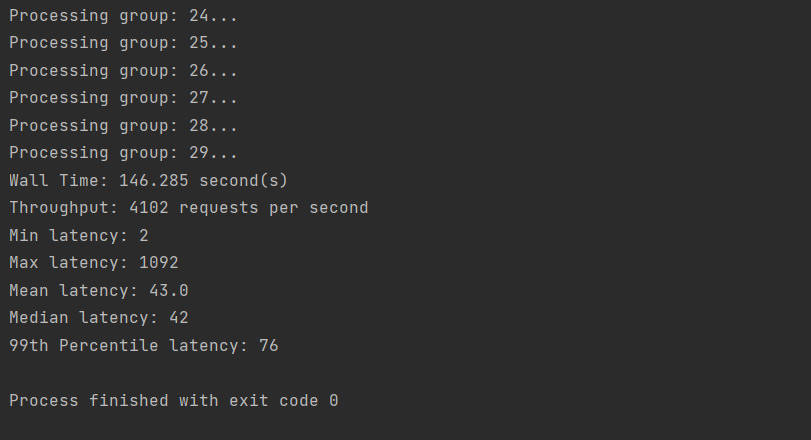 Processing group: 24...
Processing group: 25...
Processing group: 26...
Processing group: 27...
Processing group: 28...
Processing group: 29...
Wall Time: 146.285 second(s)
Throughput: 4102 requests per second
Min latency: 2
Max latency: 1092
Mean latency: 43.0
Median latency: 42
99th Percentile latency: 76
Process finished with exit code 0